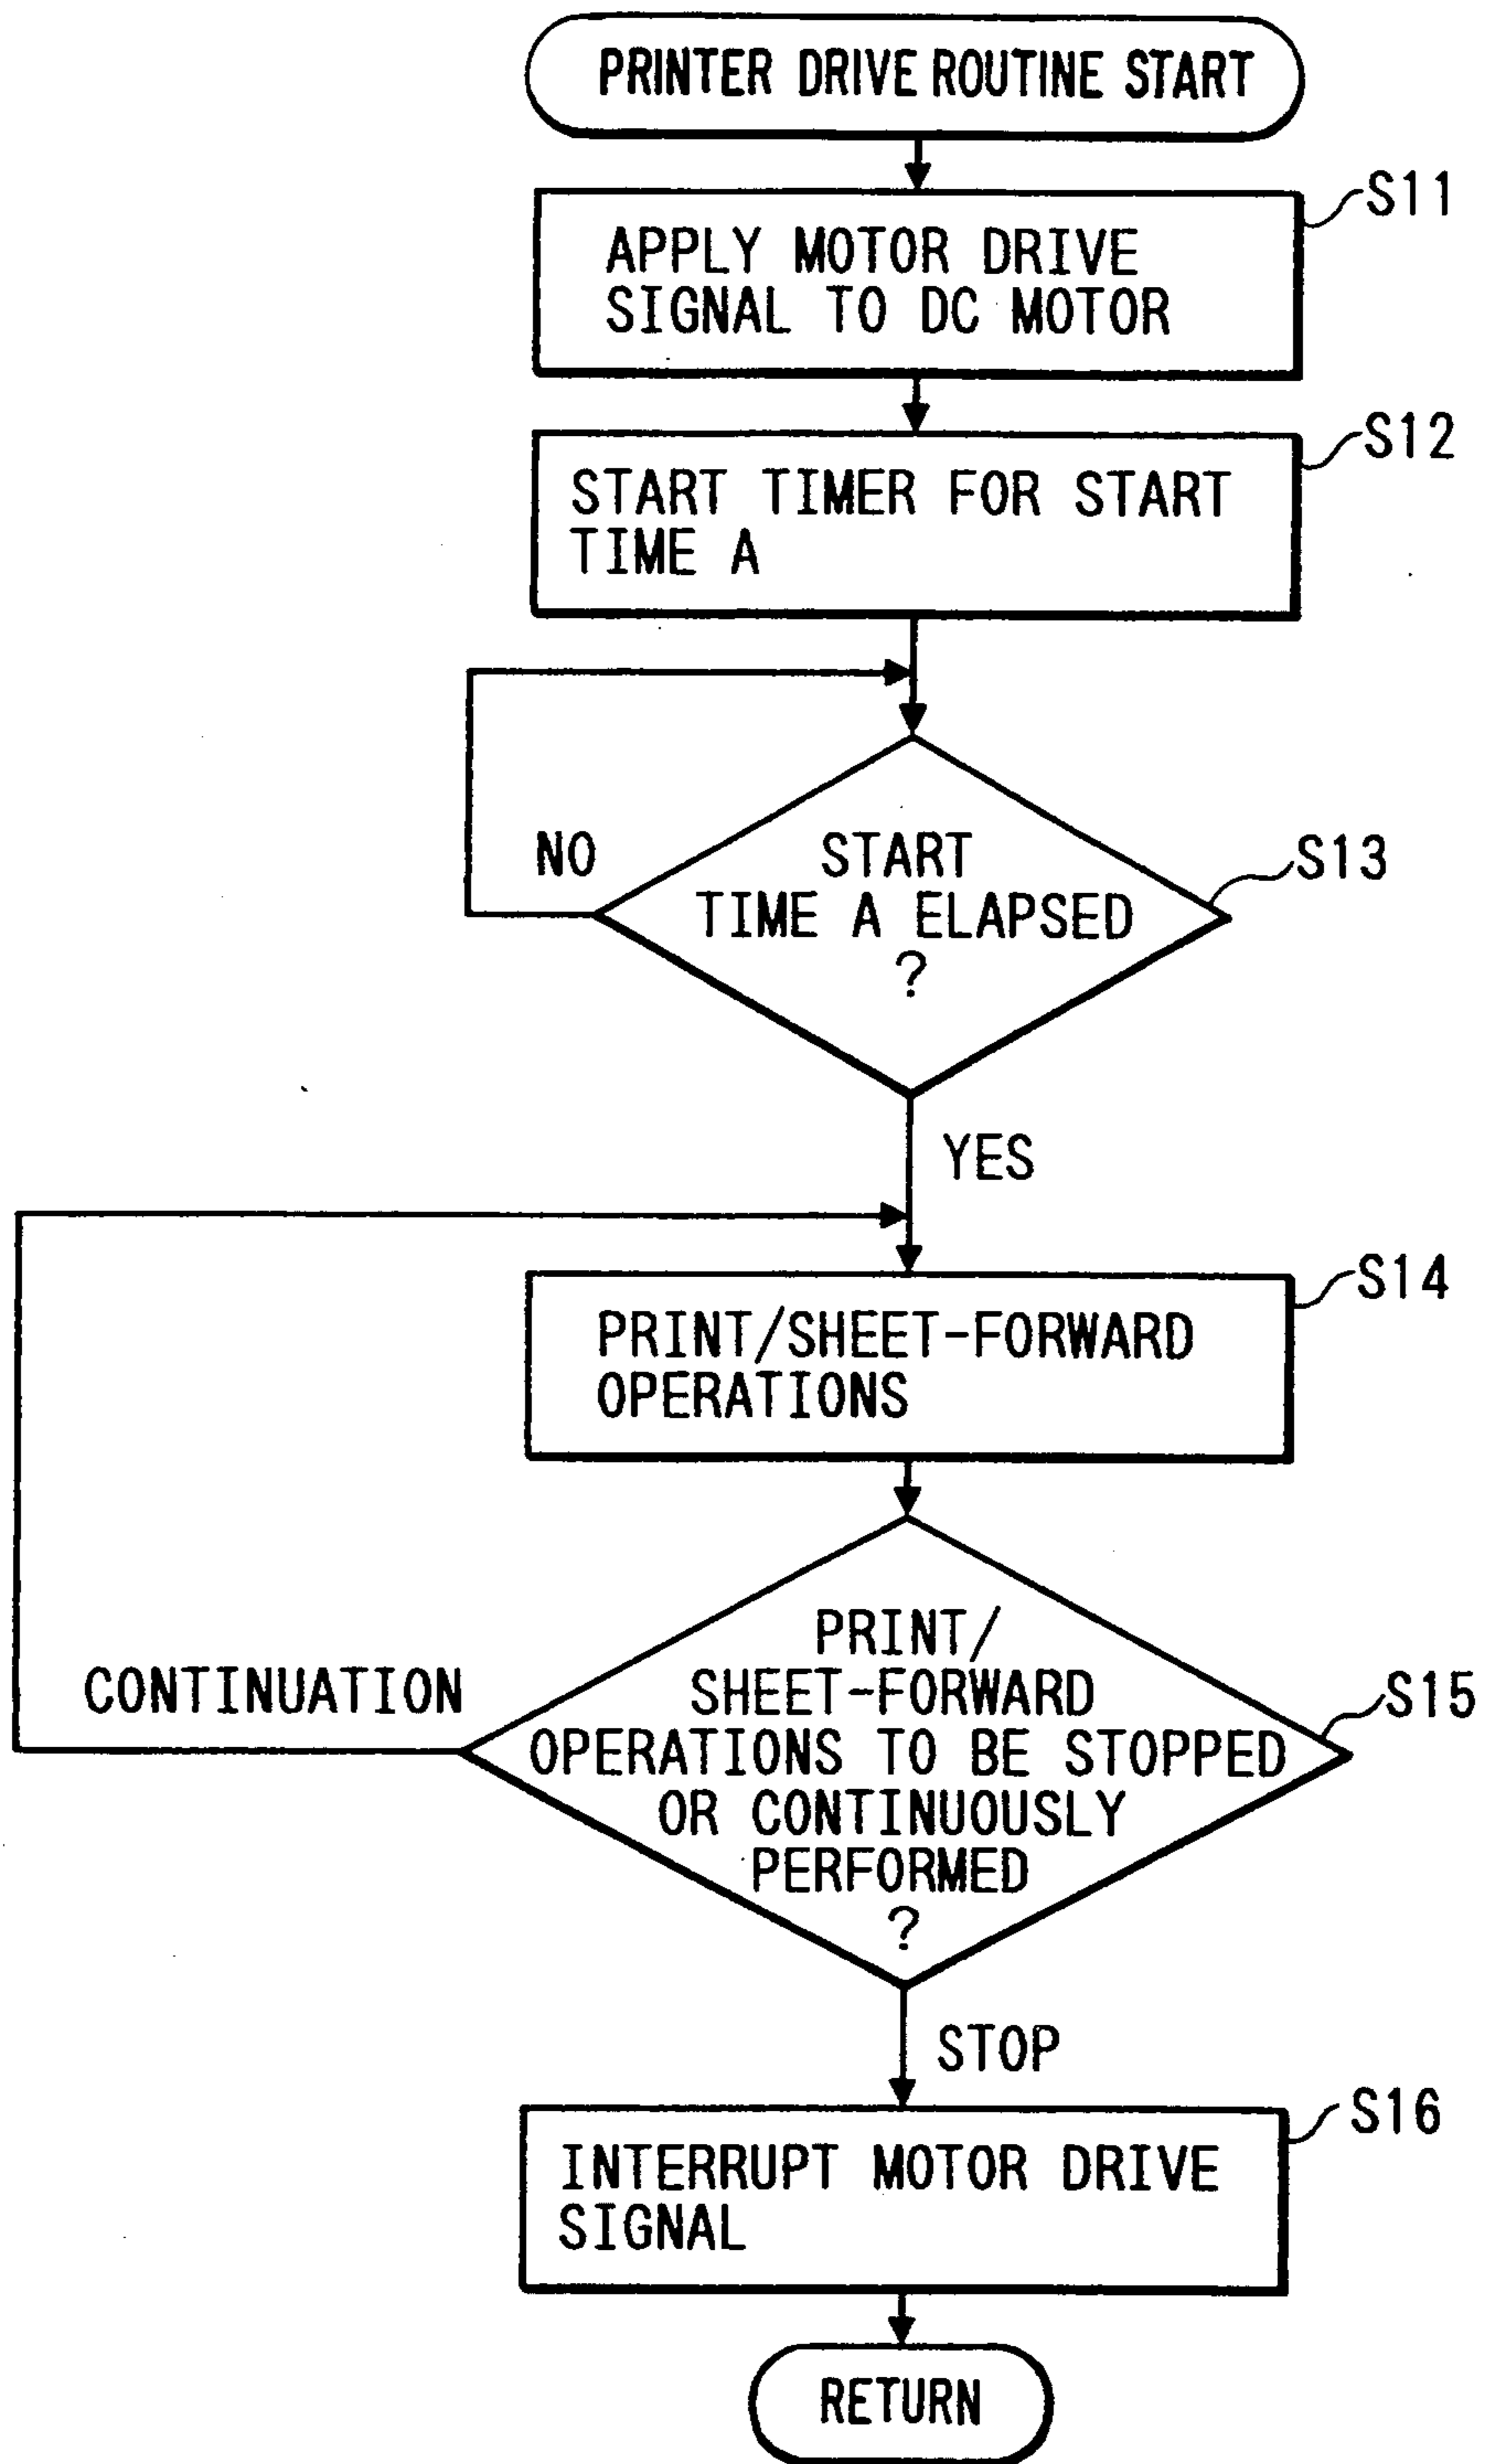 PRINTER DRIVE ROUTINE START
S11
APPLY MOTOR DRIVE
SIGNAL TO DC MOTOR
S12
START TIMER FOR START
TIME A
NO
START
TIME A ELAPSED
?
S13
YES
S14
PRINT/SHEET-FORWARD
OPERATIONS
CONTINUATION
PRINT/
SHEET-FORWARD
OPERATIONS TO BE STOPPED
OR CONTINUOUSLY
PERFORMED
?
S15
STOP
S16
INTERRUPT MOTOR DRIVE
SIGNAL
RETURN